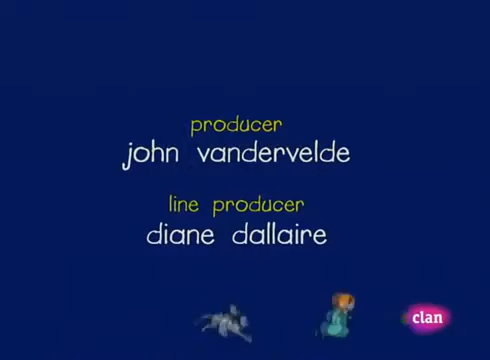 producer
john vandervelde
line producer
diane dallaire
clan